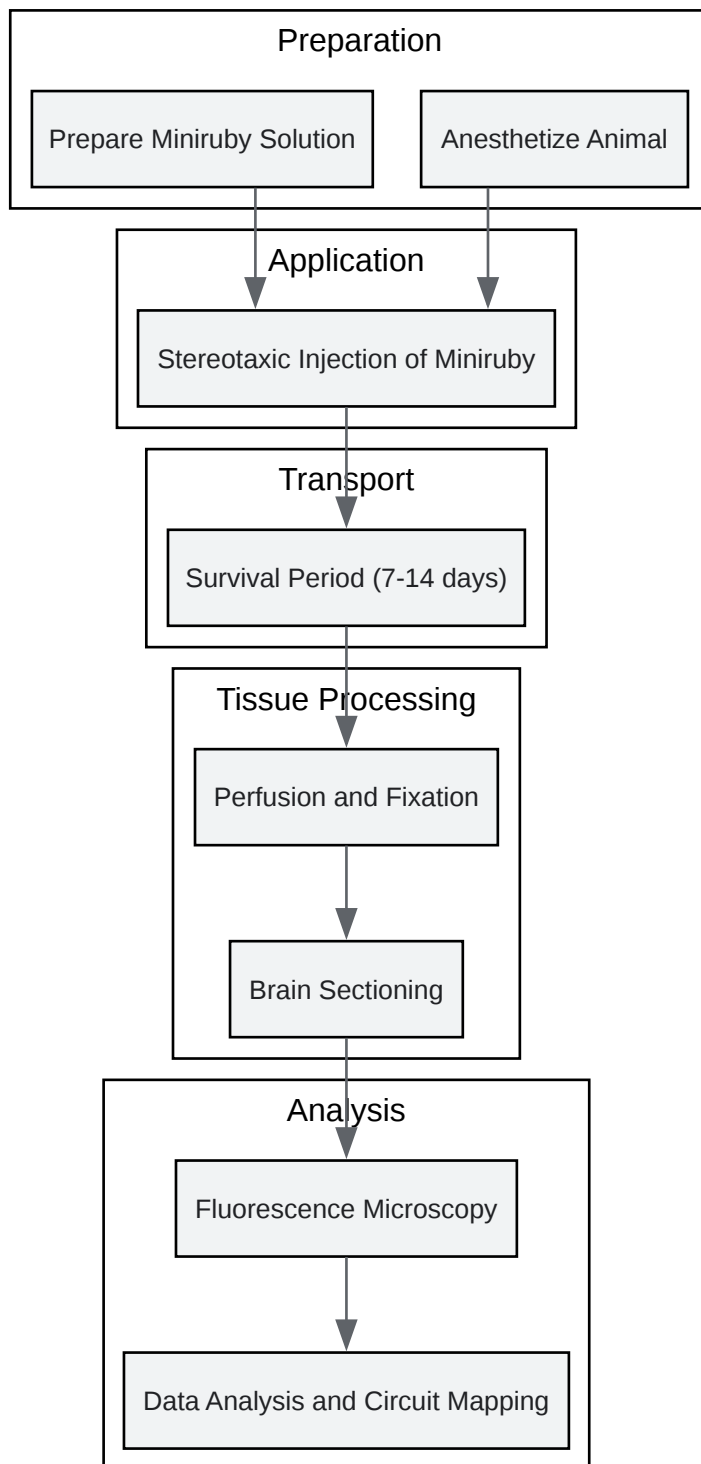 Preparation
Prepare Miniruby Solution
Anesthetize Animal
Application
Stereotaxic Injection of Miniruby
Transport
Survival Period (7-14 days)
Tissue Processing
Perfusion and Fixation
Brain Sectioning
Analysis
Fluorescence Microscopy
Data Analysis and Circuit Mapping